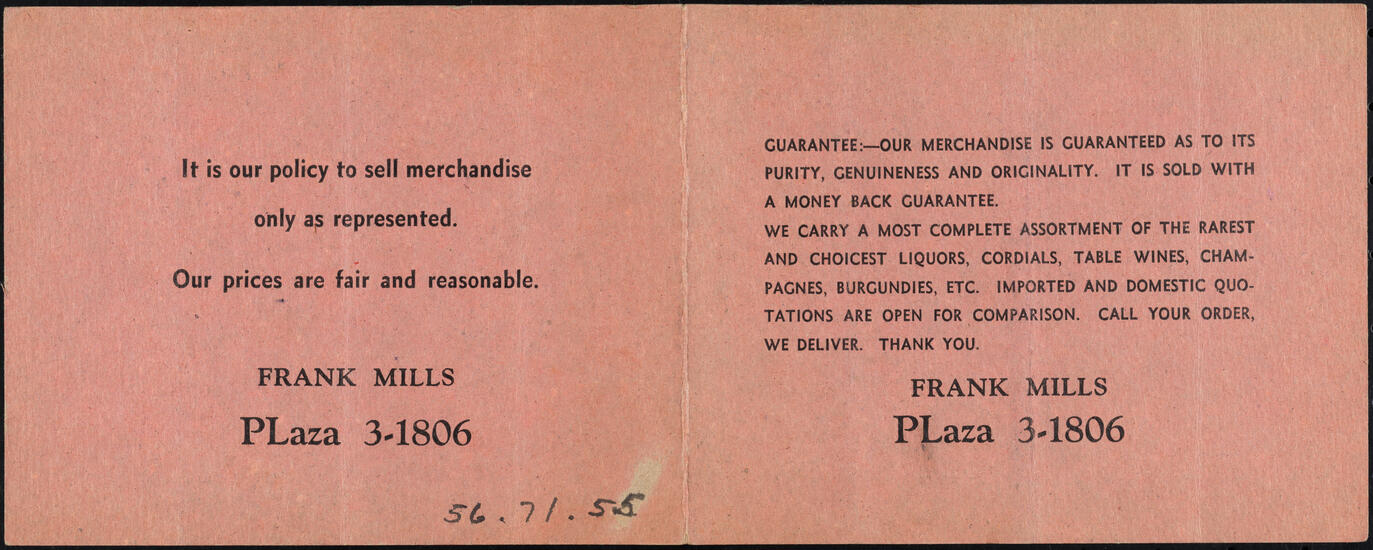 It is our policy to sell merchandise
only as represented.
Our prices are fair and reasonable.
FRANK MILLS
PLaza 3-1806
56.71.55
GUARANTEE:—OUR MERCHANDISE IS GUARANTEED AS TO ITS
PURITY, GENUINENESS AND ORIGINALITY. IT IS SOLD WITH
A MONEY BACK GUARANTEE.
WE CARRY A MOST COMPLETE ASSORTMENT OF THE RAREST
AND CHOICEST LIQUORS, CORDIALS, TABLE WINES, CHAM-
PAGNES, BURGUNDIES, ETC. IMPORTED AND DOMESTIC QUO-
TATIONS ARE OPEN FOR COMPARISON. CALL YOUR ORDER,
WE DELIVER. THANK YOU.
FRANK MILLS
PLaza 3-1806